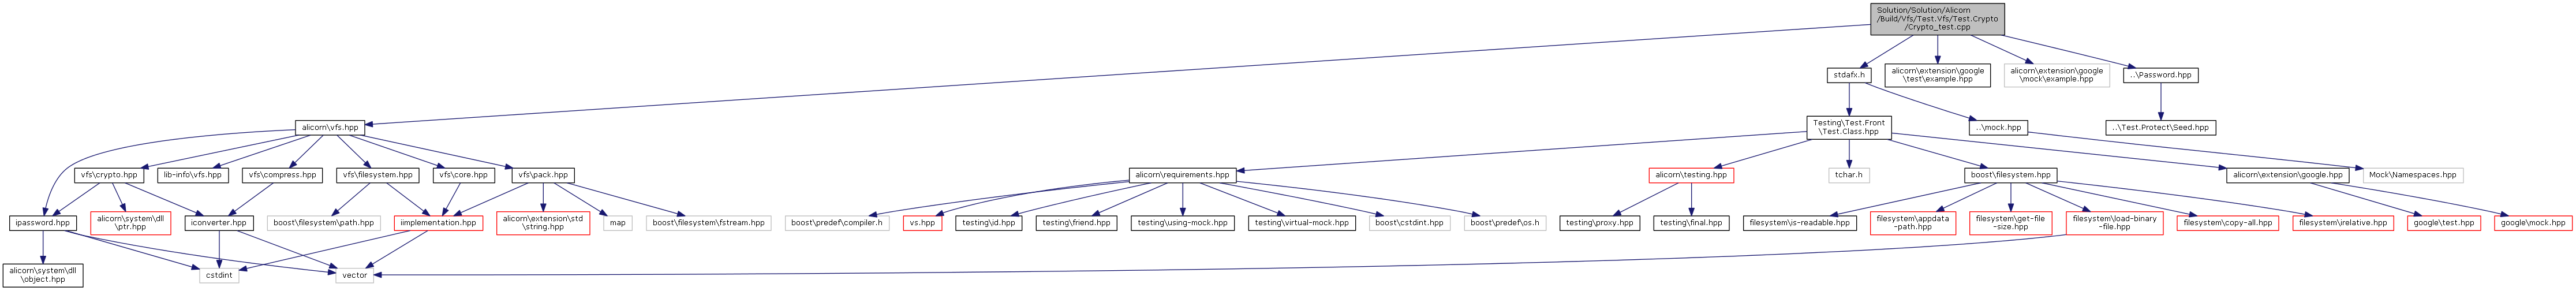 Solution/Solution/Alicorn
/Build/Vfs/Test.Vfs/Test.Crypto
/Crypto_test.cpp
stdafx.h
alicorn\extension\google
\test\example.hpp
alicorn\extension\google
\mock\example.hpp
..\Password.hpp
alicorn\vfs.hpp
Testing\Test.Front
\Test.Class.hpp
..\mock.hpp
..\Test.Protect\Seed.hpp
vfs\crypto.hpp
lib-info\vfs.hpp
vfs\compress.hpp
vfs\filesystem.hpp
vfs\core.hpp
vfs\pack.hpp
alicorn\requirements.hpp
alicorn\testing.hpp
tchar.h
boost\filesystem.hpp
alicorn\extension\google.hpp
Mock\Namespaces.hpp
ipassword.hpp
alicorn\system\dll
\ptr.hpp
iconverter.hpp
boost\filesystem\path.hpp
iimplementation.hpp
alicorn\extension\std
\string.hpp
map
boost\filesystem\fstream.hpp
boost\predef\compiler.h
vs.hpp
testing\id.hpp
testing\friend.hpp
testing\using-mock.hpp
testing\virtual-mock.hpp
boost\cstdint.hpp
boost\predef\os.h
testing\proxy.hpp
testing\final.hpp
filesystem\is-readable.hpp
filesystem\appdata
-path.hpp
filesystem\get-file
-size.hpp
filesystem\load-binary
-file.hpp
filesystem\copy-all.hpp
filesystem\irelative.hpp
google\test.hpp
google\mock.hpp
alicorn\system\dll
\object.hpp
cstdint
vector